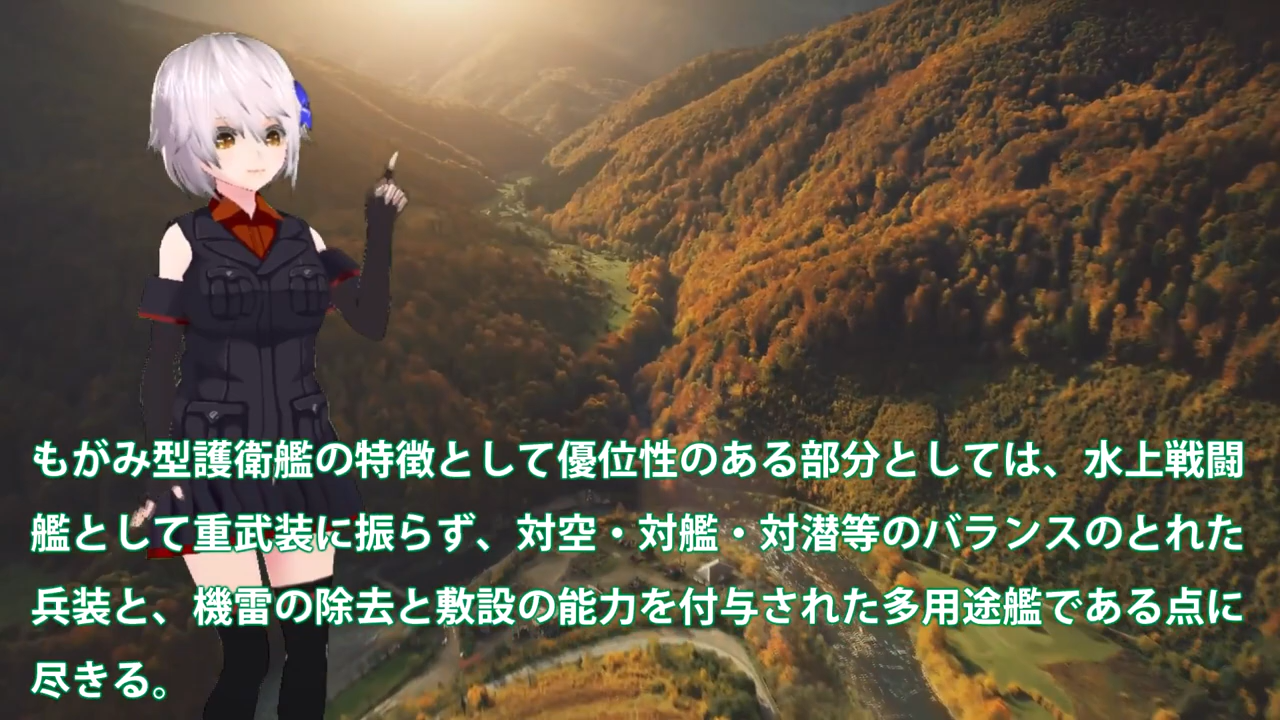 もがみ型護衛艦の特徴として優位性のある部分としては、水上戦闘
艦として重武装に振らず、対空・対艦・対潜等のバランスのとれた
兵装と、機雷の除去と敷設の能力を付与された多用途艦である点に
尽きる。